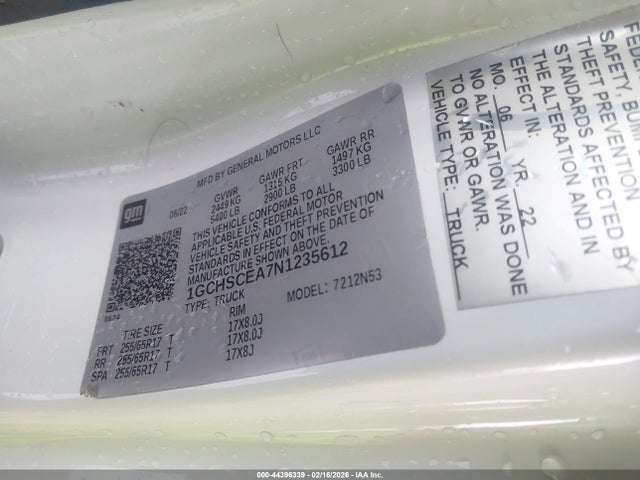 MFD BY GENERAL MOTORS LLC
gm
06/22
GVWR GAWR FRT GAWR RR
2449 KG 1315 KG 1497 KG
5400 LB 2900 LB 3300 LB
THIS VEHICLE CONFORMS TO ALL
APPLICABLE U.S. FEDERAL MOTOR
VEHICLE SAFETY AND THEFT PREVENTION
STANDARDS IN EFFECT ON THE DATE OF
MANUFACTURE SHOWN ABOVE.
1GCHSCEA7N1235612
TYPE: TRUCK MODEL: 7212N53
TIRE SIZE RIM
FRT 255/65R17 T 17X8.0J
RR 255/65R17 T 17X8.0J
SPA 255/65R17 T 17X8J
THEFT PREVENTION
STANDARDS AFFECTED BY
THE ALTERATION AND IN
EFFECT IN:
MO. 06 YR. 22
NO ALTERATION WAS DONE
TO GVWR OR GAWR.
VEHICLE TYPE: TRUCK
000-44396339 - 02/16/2026 - IAA Inc.